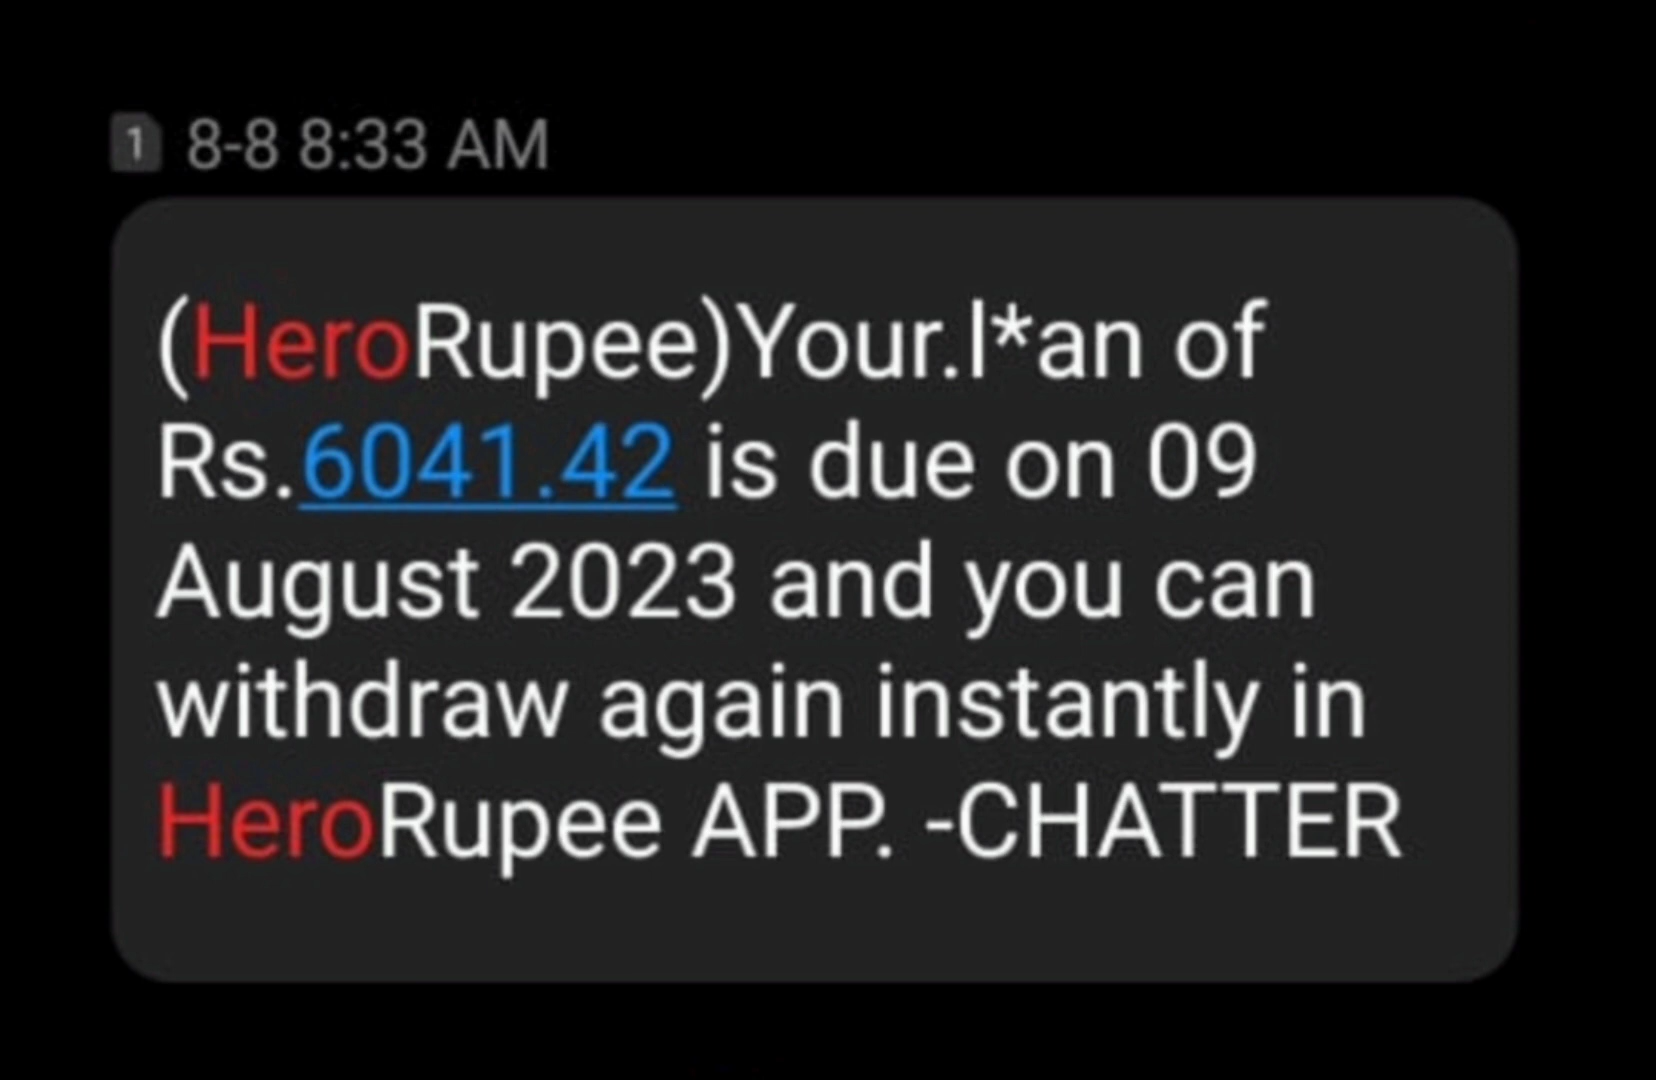 1 8-8 8:33 AM
(HeroRupee)Your.l*an of
Rs.6041.42 is due on 09
August 2023 and you can
withdraw again instantly in
HeroRupee APP. -CHATTER